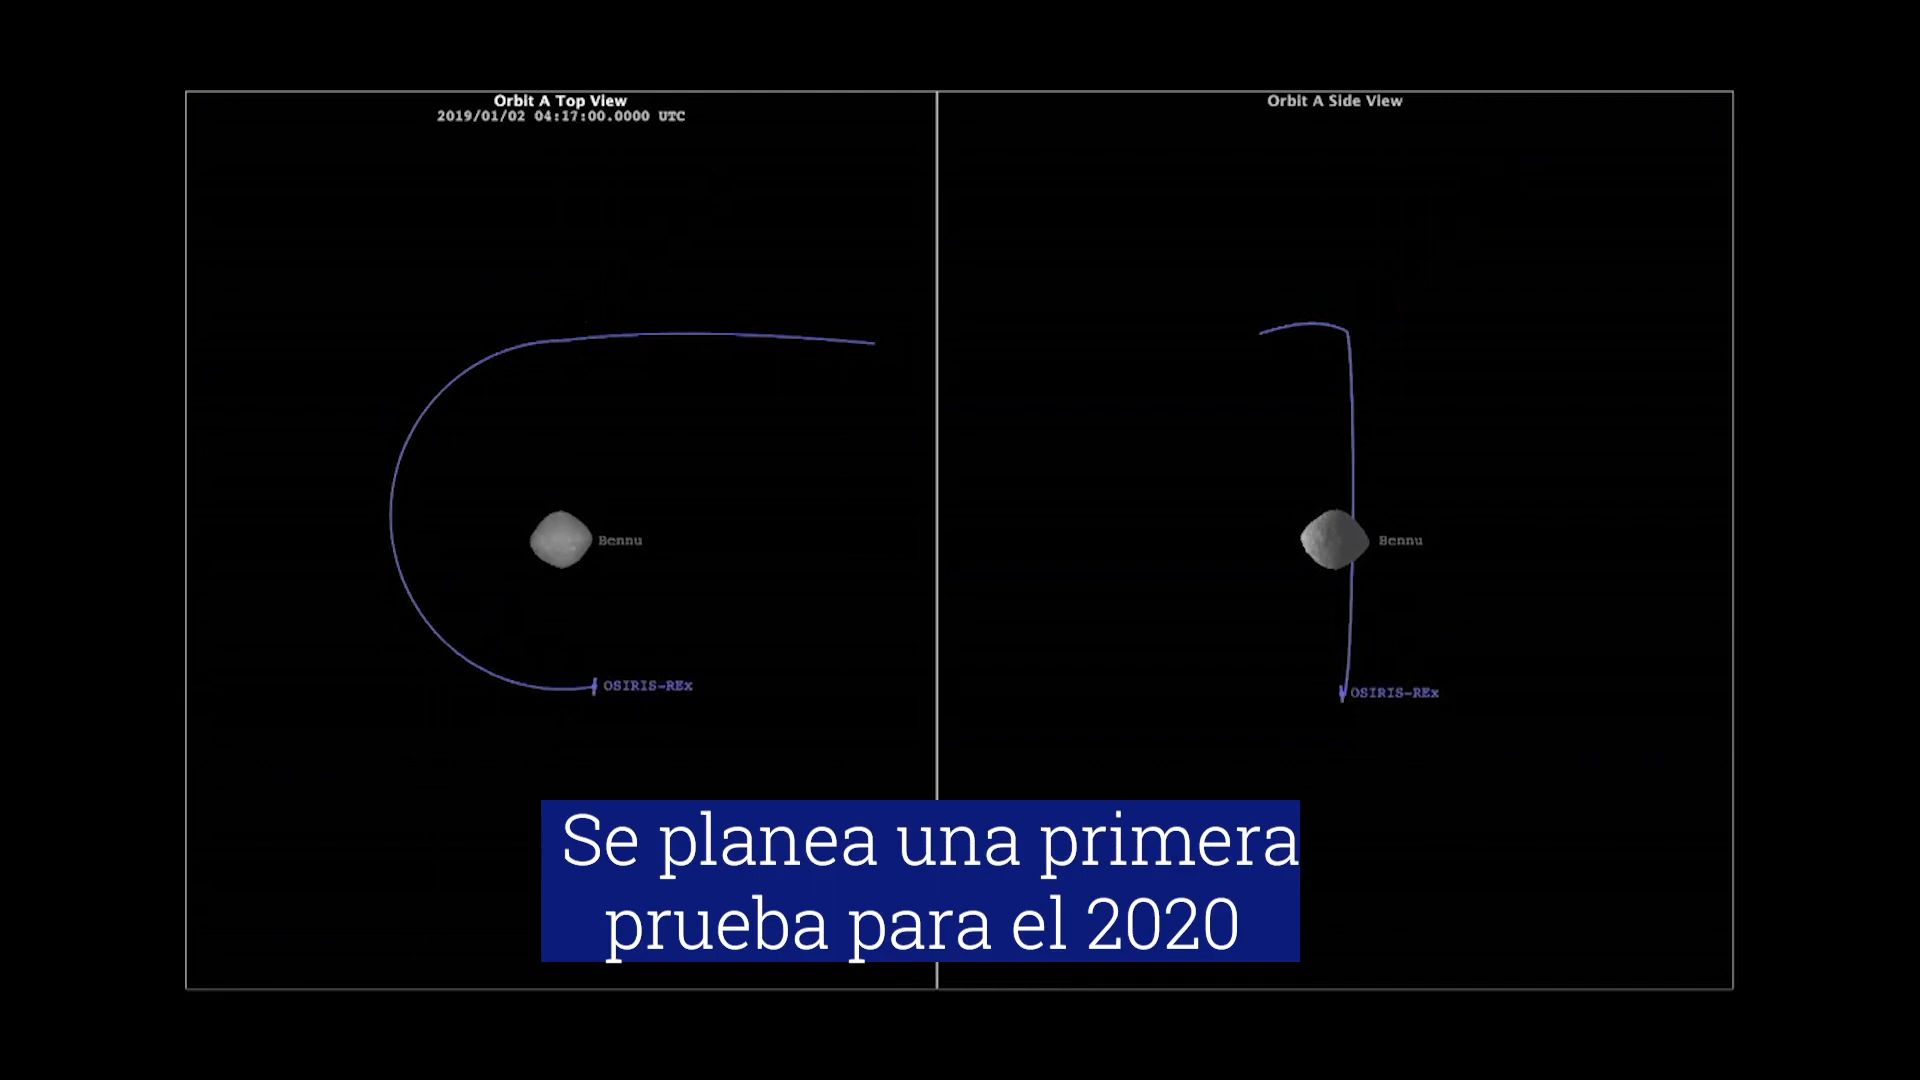 Orbit A Top View
2019/01/02 04:17:00.0000 UTC
Orbit A Side View
Bennu
Bennu
OSIRIS-REx
OSIRIS-REx
Se planea una primera
prueba para el 2020